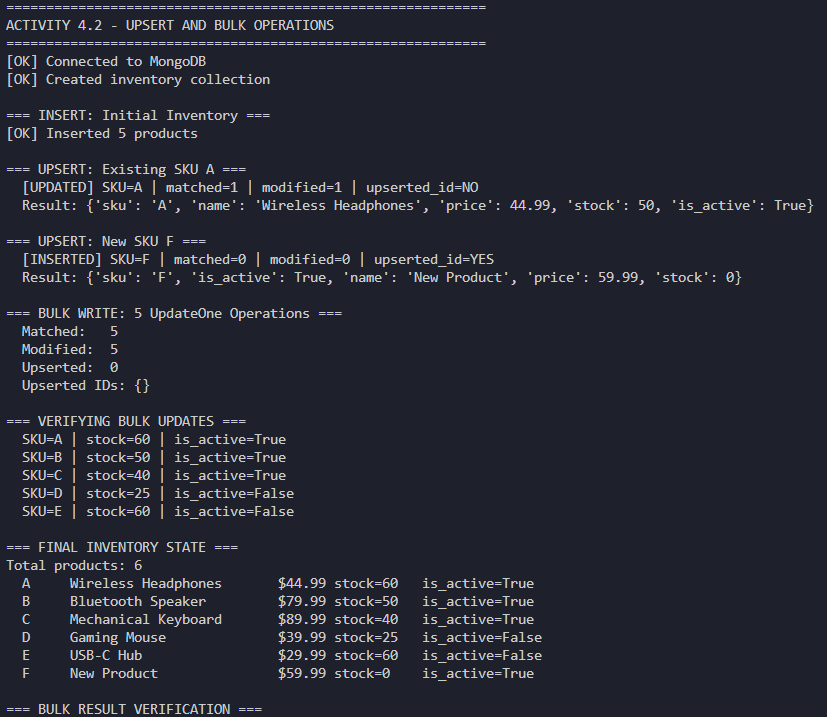 ============================================================
ACTIVITY 4.2 - UPSERT AND BULK OPERATIONS
============================================================
[OK] Connected to MongoDB
[OK] Created inventory collection

=== INSERT: Initial Inventory ===
[OK] Inserted 5 products

=== UPSERT: Existing SKU A ===
  [UPDATED] SKU=A | matched=1 | modified=1 | upserted_id=NO
  Result: {'sku': 'A', 'name': 'Wireless Headphones', 'price': 44.99, 'stock': 50, 'is_active': True}

=== UPSERT: New SKU F ===
  [INSERTED] SKU=F | matched=0 | modified=0 | upserted_id=YES
  Result: {'sku': 'F', 'is_active': True, 'name': 'New Product', 'price': 59.99, 'stock': 0}

=== BULK WRITE: 5 UpdateOne Operations ===
  Matched:   5
  Modified:  5
  Upserted:  0
  Upserted IDs: {}

=== VERIFYING BULK UPDATES ===
  SKU=A | stock=60 | is_active=True
  SKU=B | stock=50 | is_active=True
  SKU=C | stock=40 | is_active=True
  SKU=D | stock=25 | is_active=False
  SKU=E | stock=60 | is_active=False

=== FINAL INVENTORY STATE ===
Total products: 6
  A     Wireless Headphones       $44.99 stock=60   is_active=True
  B     Bluetooth Speaker         $79.99 stock=50   is_active=True
  C     Mechanical Keyboard       $89.99 stock=40   is_active=True
  D     Gaming Mouse              $39.99 stock=25   is_active=False
  E     USB-C Hub                 $29.99 stock=60   is_active=False
  F     New Product               $59.99 stock=0    is_active=True

=== BULK RESULT VERIFICATION ===